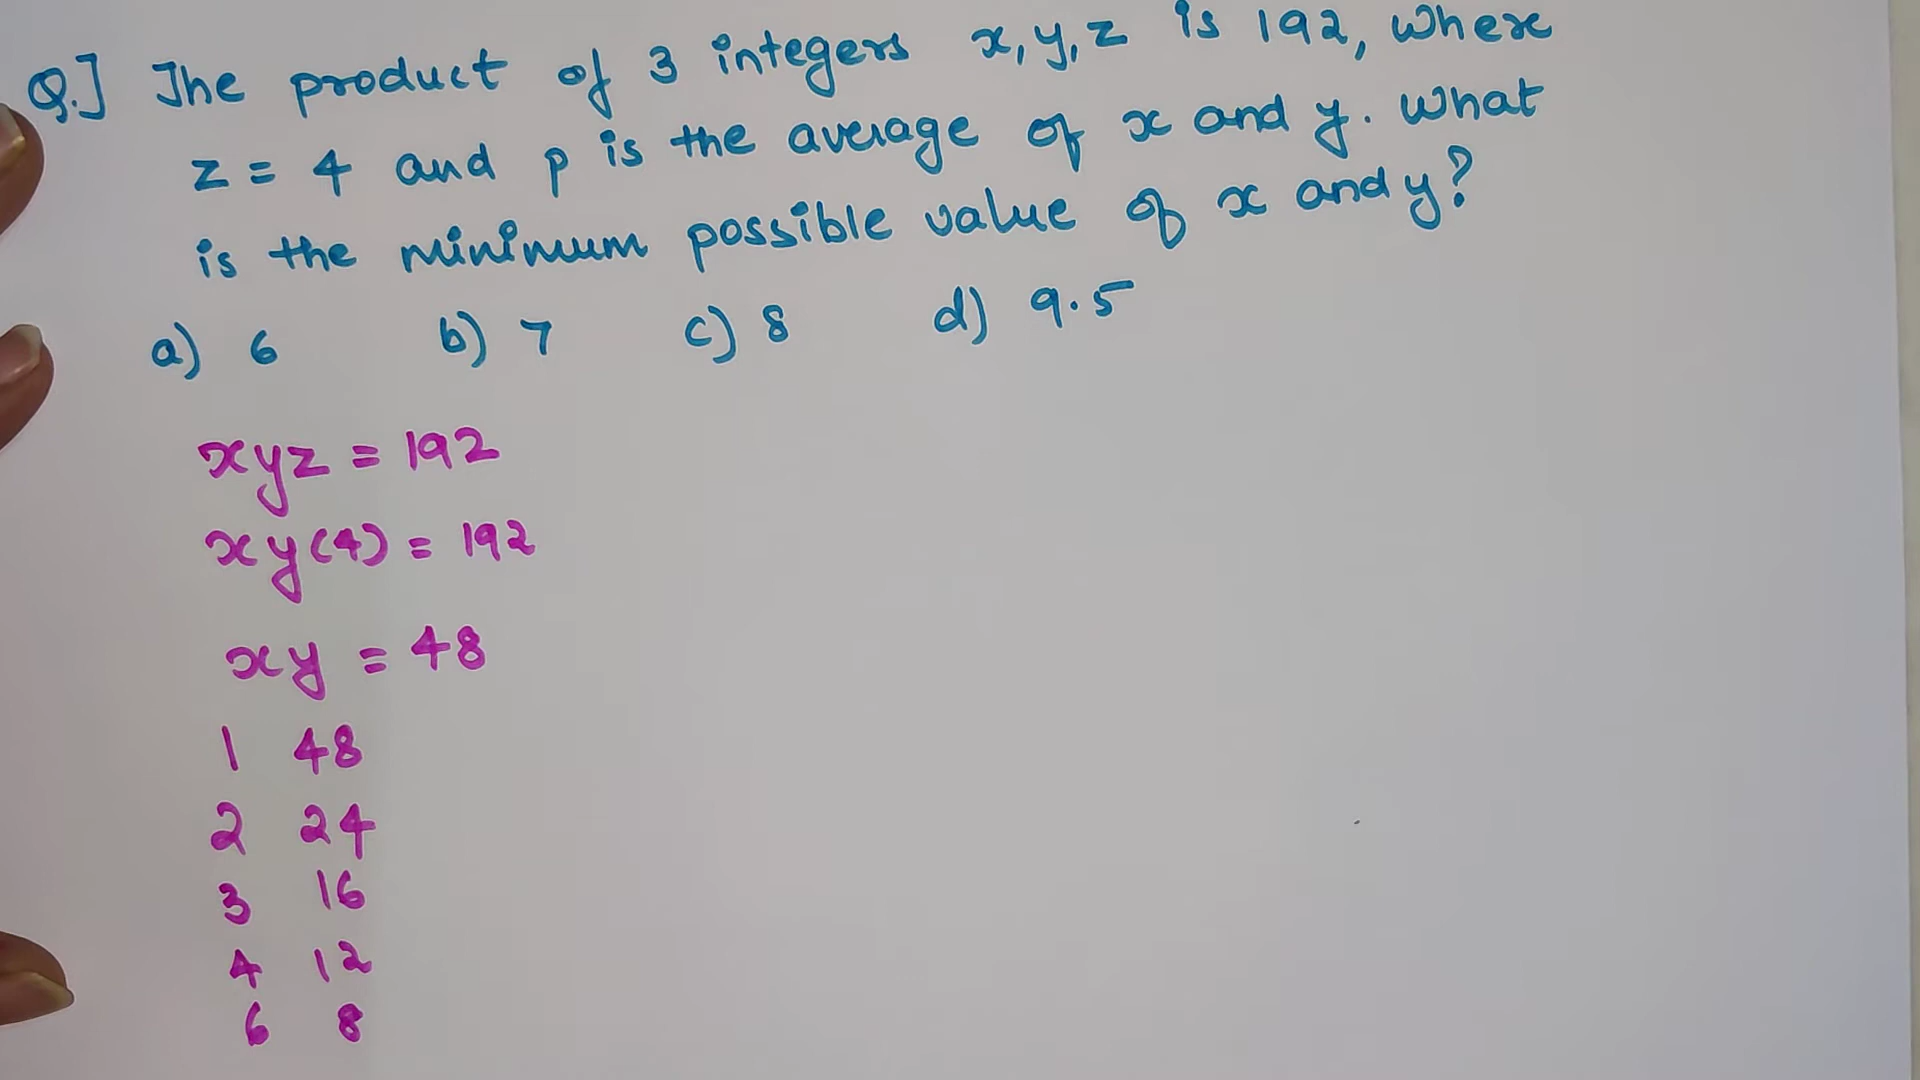 Q.] The product of 3 integers x, y, z is 192, where
z = 4 and p is the average of x and y. What
is the minimum possible value of x and y?
a) 6 b) 7 c) 8 d) 9.5
xyz = 192
xy(4) = 192
xy = 48
1 48
2 24
3 16
4 12
6 8